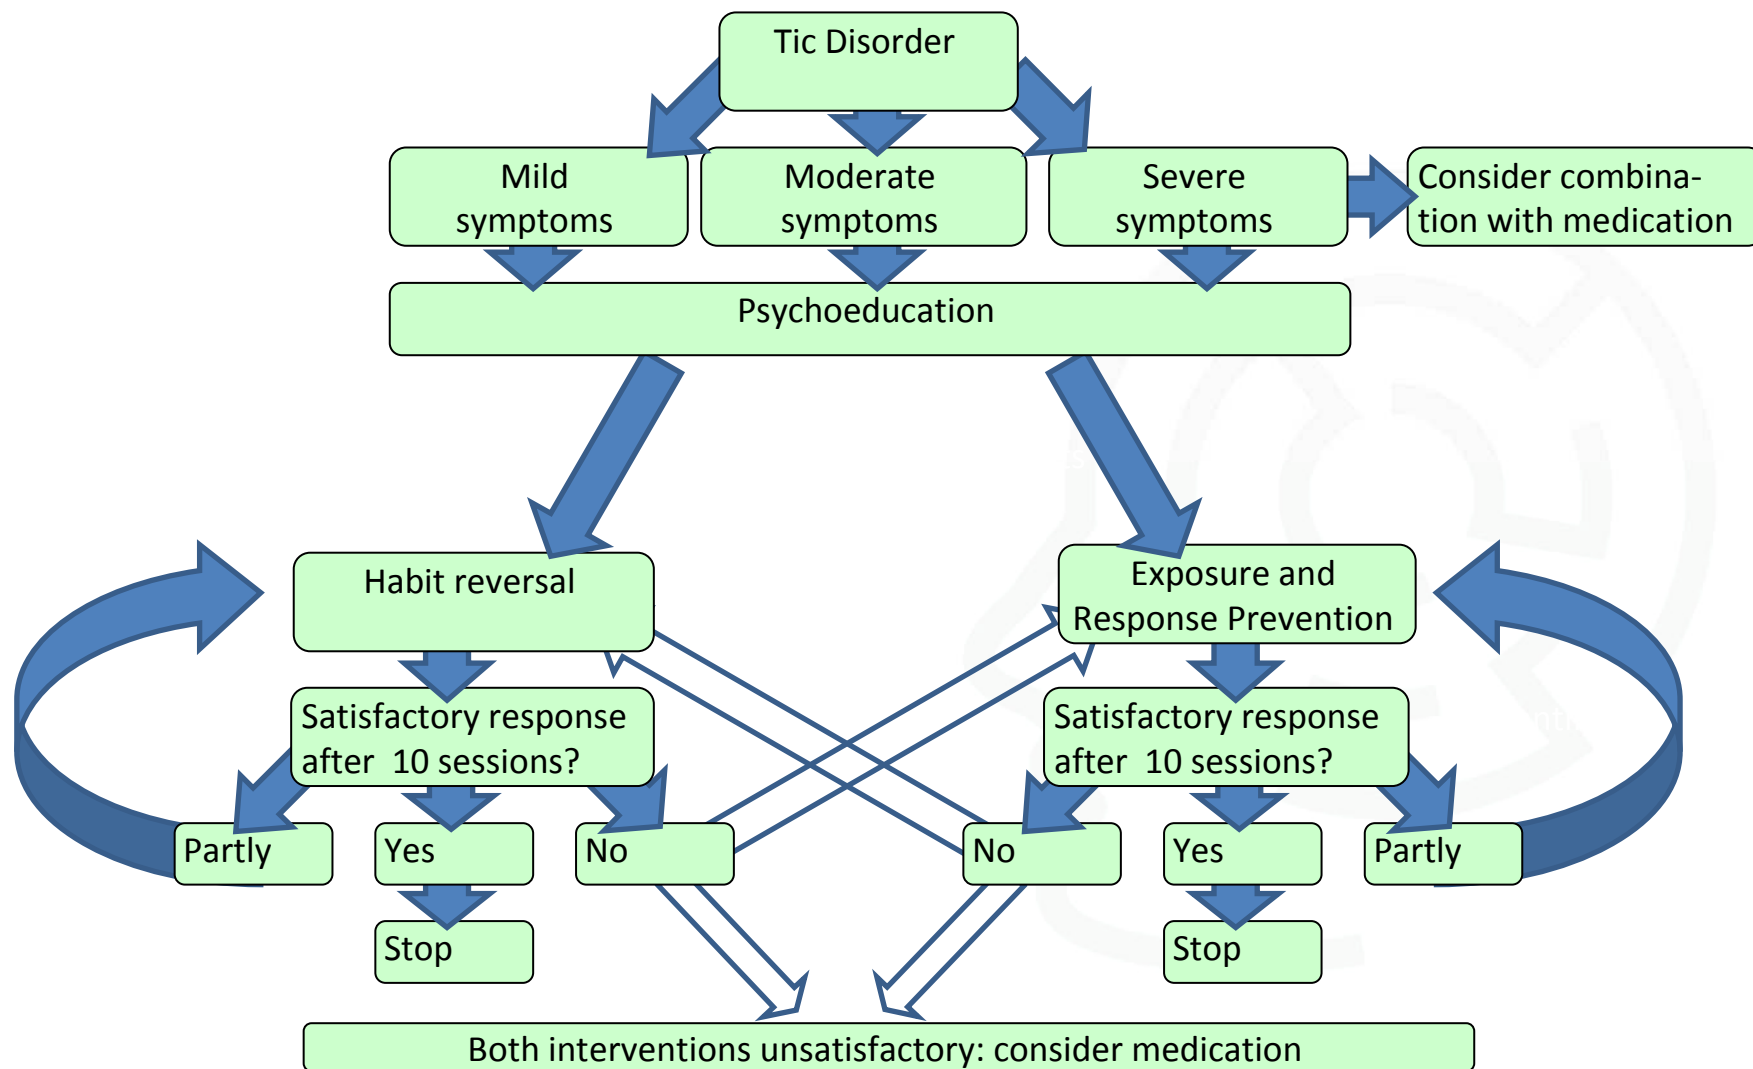 Tic Disorder
Mild
symptoms
Moderate
symptoms
Severe
symptoms
Consider combina-
tion with medication
Psychoeducation
Habit reversal
Exposure and
Response Prevention
Satisfactory response
after 10 sessions?
Satisfactory response
after 10 sessions?
Partly
Yes
No
No
Yes
Partly
Stop
Stop
Both interventions unsatisfactory: consider medication